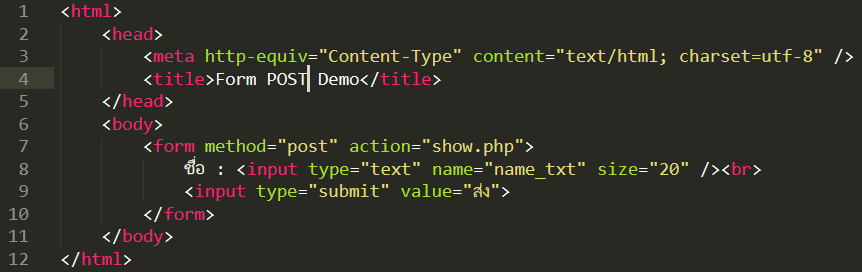 1 <html>
2 <head>
3 <meta http-equiv="Content-Type" content="text/html; charset=utf-8" />
4 <title>Form POST Demo</title>
5 </head>
6 <body>
7 <form method="post" action="show.php">
8 ชื่อ : <input type="text" name="name_txt" size="20" /><br>
9 <input type="submit" value="ส่ง">
10 </form>
11 </body>
12 </html>